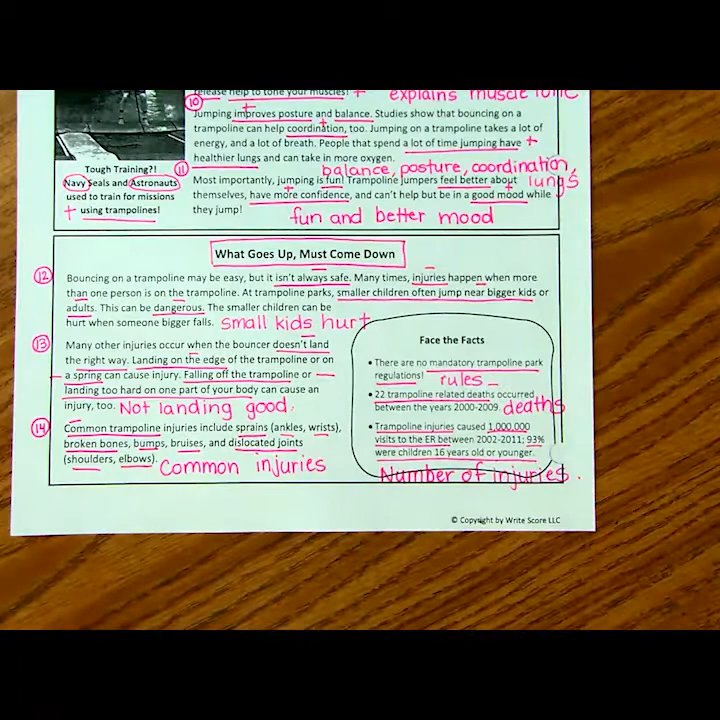 release help to tone your muscles! +
explains muscle tone
10
Jumping improves posture and balance. Studies show that bouncing on a
trampoline can help coordination, too. Jumping on a trampoline takes a lot of
energy, and a lot of breath. People that spend a lot of time jumping have +
healthier lungs and can take in more oxygen.
balance, posture, coordination,
lungs
11
Most importantly, jumping is fun! Trampoline jumpers feel better about
themselves, have more confidence, and can't help but be in a good mood while
they jump!
fun and better mood
Tough Training?!
Navy Seals and Astronauts
used to train for missions
+ using trampolines!
What Goes Up, Must Come Down
12
Bouncing on a trampoline may be easy, but it isn't always safe. Many times, injuries happen when more
than one person is on the trampoline. At trampoline parks, smaller children often jump near bigger kids or
adults. This can be dangerous. The smaller children can be
hurt when someone bigger falls. small kids hurt
13
Many other injuries occur when the bouncer doesn't land
the right way. Landing on the edge of the trampoline or on
a spring can cause injury. Falling off the trampoline or
landing too hard on one part of your body can cause an
injury, too. Not landing good.
14
Common trampoline injuries include sprains (ankles, wrists),
broken bones, bumps, bruises, and dislocated joints
(shoulders, elbows). Common injuries
Face the Facts
• There are no mandatory trampoline park
regulations! rules
• 22 trampoline related deaths occurred
between the years 2000-2009. deaths
• Trampoline injuries caused 1,000,000
visits to the ER between 2002-2011; 93%
were children 16 years old or younger.
Number of injuries.
© Copyright by Write Score LLC